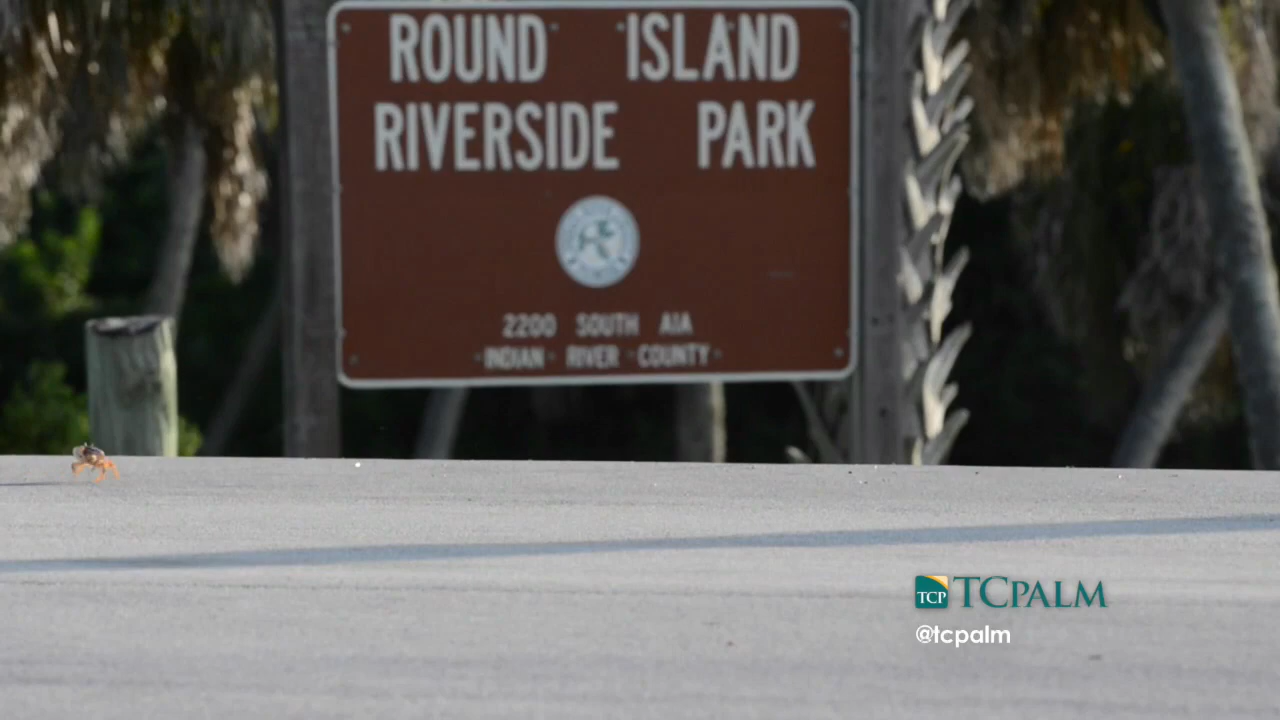 ROUND ISLAND
RIVERSIDE PARK
2200 SOUTH A1A
INDIAN RIVER COUNTY
TCP TCPALM
@tcpalm